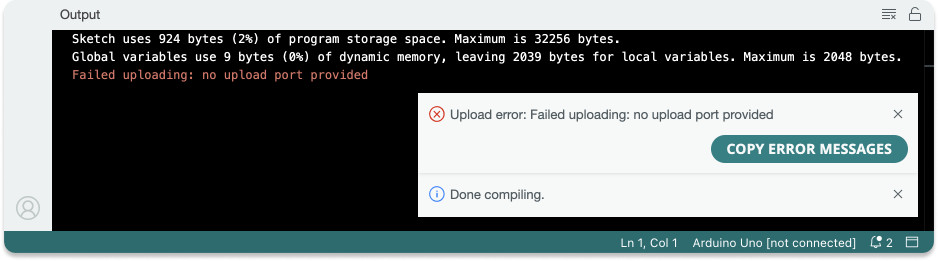 Output
Sketch uses 924 bytes (2%) of program storage space. Maximum is 32256 bytes.
Global variables use 9 bytes (0%) of dynamic memory, leaving 2039 bytes for local variables. Maximum is 2048 bytes.
Failed uploading: no upload port provided
Upload error: Failed uploading: no upload port provided
COPY ERROR MESSAGES
Done compiling.
Ln 1, Col 1 Arduino Uno [not connected] 2